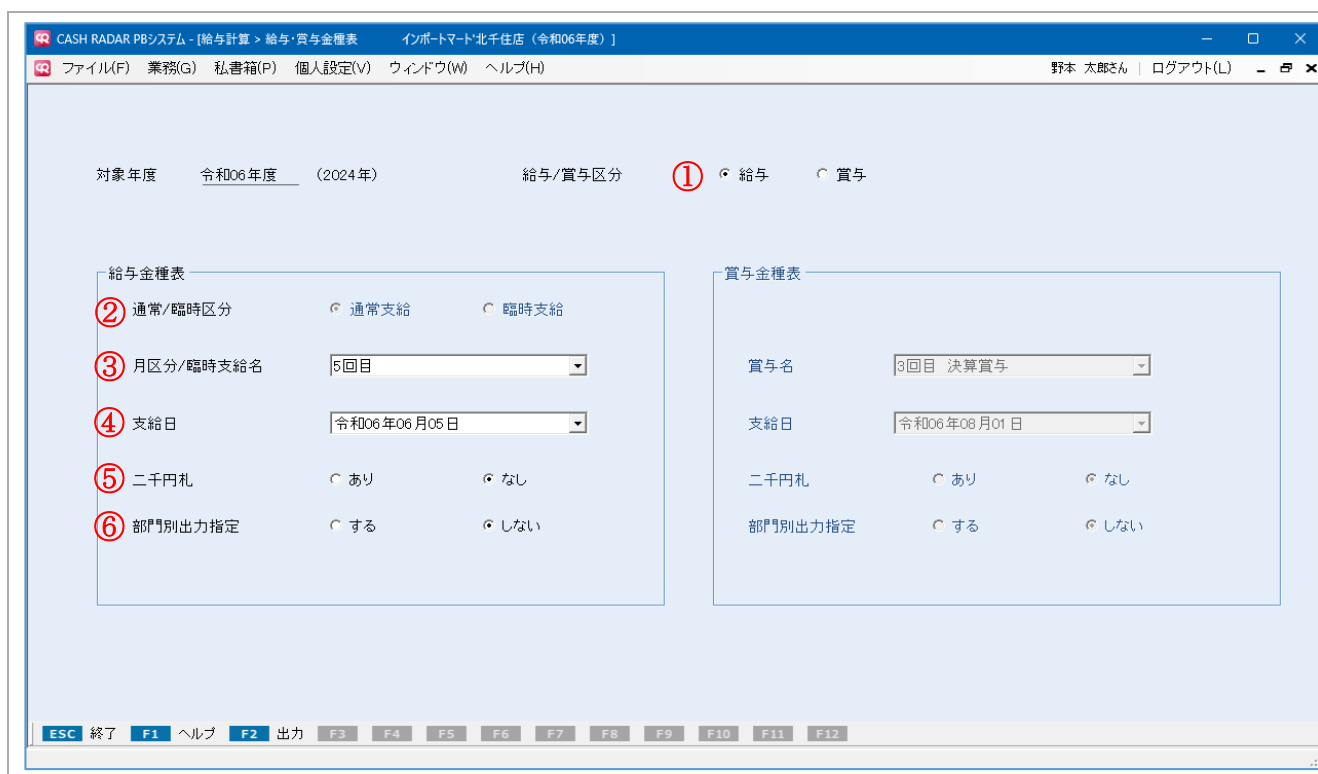 CASH RADAR PBシステム - [給与計算 > 給与・賞与金種表 インポートマート゛北千住店（令和06年度）]
ファイル(F) 業務(G) 私書箱(P) 個人設定(V) ウィンドウ(W) ヘルプ(H) 野本 太郎さん | ログアウト(L)
対象年度 令和06年度 (2024年) 給与/賞与区分 ① 給与 賞与
給与金種表 賞与金種表
② 通常/臨時区分 通常支給 臨時支給
③ 月区分/臨時支給名 5回目 賞与名 3回目 決算賞与
④ 支給日 令和06年06月05日 支給日 令和06年08月01日
⑤ 二千円札 あり なし 二千円札 あり なし
⑥ 部門別出力指定 する しない 部門別出力指定 する しない
ESC 終了 F1 ヘルプ F2 出力 F3 F4 F5 F6 F7 F8 F9 F10 F11 F12